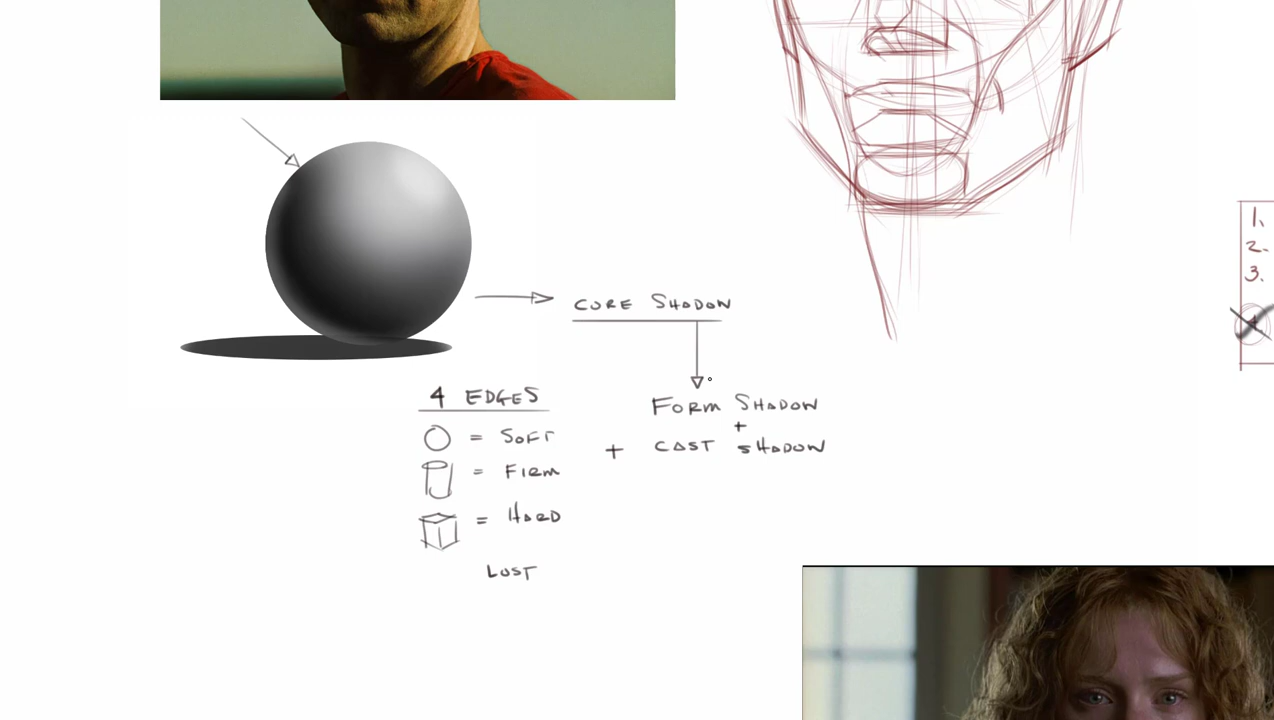 CORE SHADOW
4 EDGES
= SOFT
= FIRM
= HARD
LOST
FORM SHADOW
+
+ CAST SHADOW
1.
2.
3.